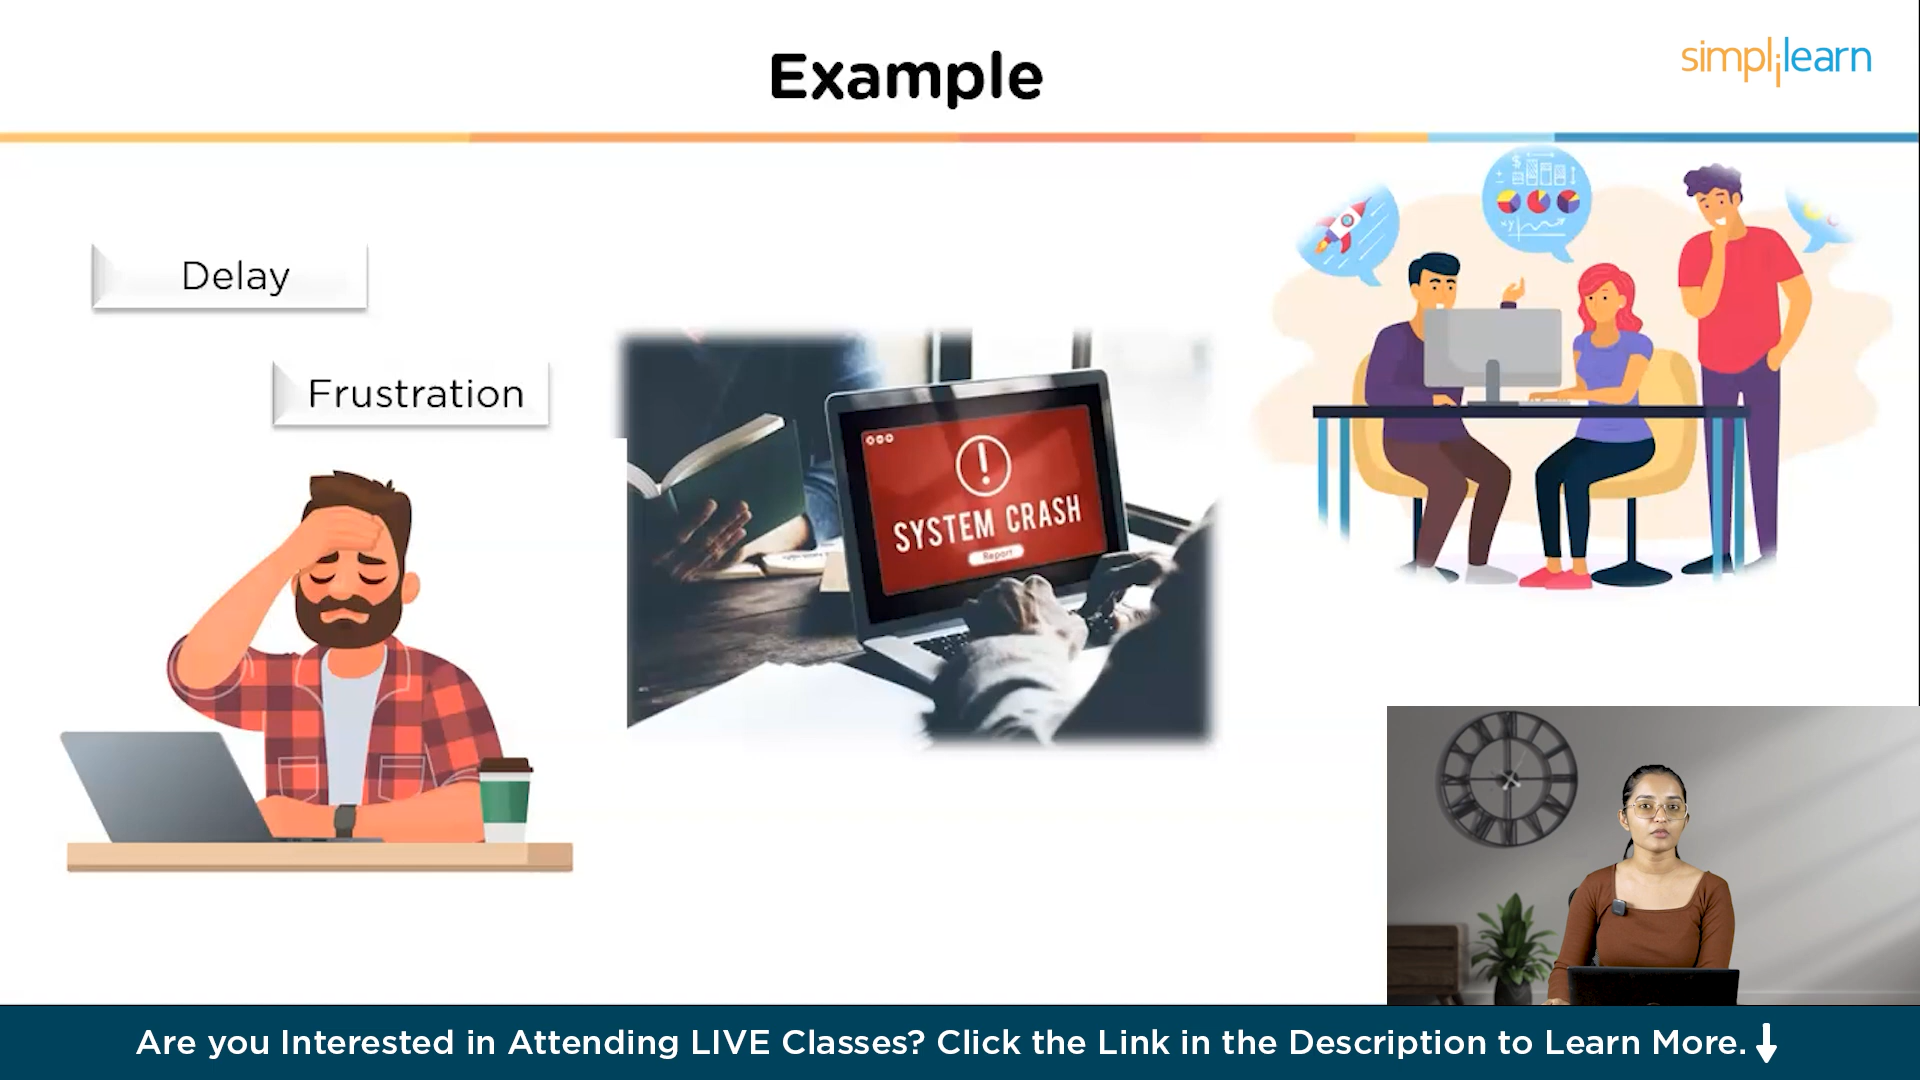 Example
simplilearn
Delay
Frustration
SYSTEM CRASH
Report
Are you Interested in Attending LIVE Classes? Click the Link in the Description to Learn More.